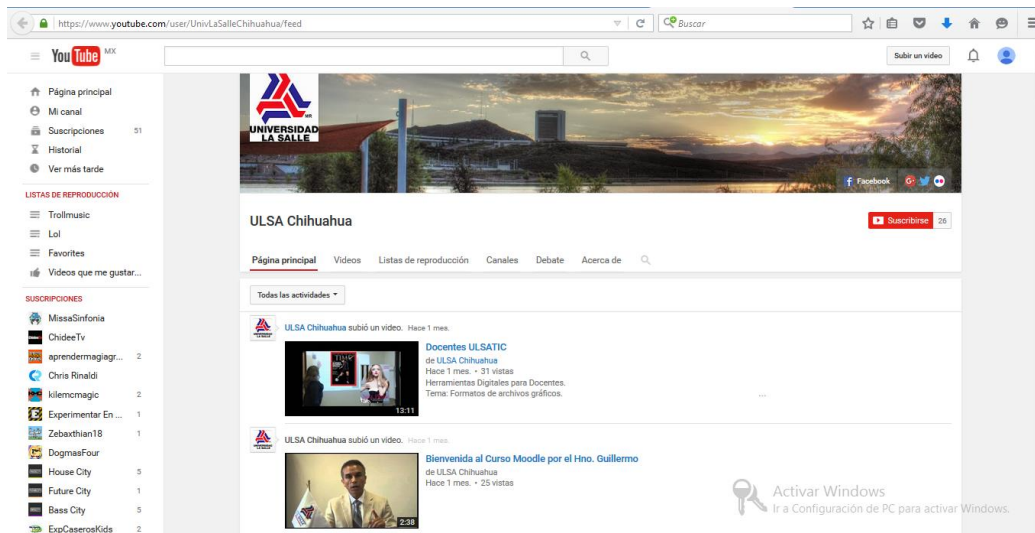 https://www.youtube.com/user/UnivLaSalleChihuahua/feed
Buscar
You Tube MX
Subir un video
Página principal
Mi canal
Suscripciones 51
Historial
Ver más tarde
LISTAS DE REPRODUCCIÓN
Trollmusic
Lol
Favorites
Videos que me gustar...
SUSCRIPCIONES
MissaSinfonia
ChideeTv
aprendermagiagr... 2
Chris Rinaldi
kilemcmagic 2
Experimentar En ... 1
Zebaxthian18 1
DogmasFour
House City 5
Future City 1
Bass City 5
ExpCaserosKids 2
UNIVERSIDAD
LA SALLE
MR
Facebook
ULSA Chihuahua
Suscribirse 26
Página principal Videos Listas de reproducción Canales Debate Acerca de
Todas las actividades
ULSA Chihuahua subió un video. Hace 1 mes.
TIME
13:11
Docentes ULSATIC
de ULSA Chihuahua
Hace 1 mes. • 31 vistas
Herramientas Digitales para Docentes.
Tema: Formatos de archivos gráficos.
...
ULSA Chihuahua subió un video. Hace 1 mes.
2:38
Bienvenida al Curso Moodle por el Hno. Guillermo
de ULSA Chihuahua
Hace 1 mes. • 25 vistas
Activar Windows
Ir a Configuración de PC para activar Windows.